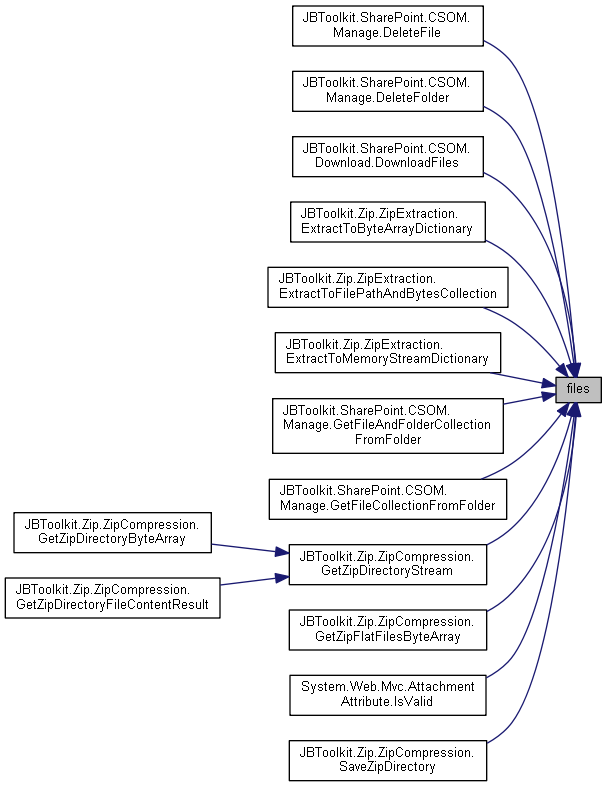 JBToolkit.SharePoint.CSOM.
Manage.DeleteFile
JBToolkit.SharePoint.CSOM.
Manage.DeleteFolder
JBToolkit.SharePoint.CSOM.
Download.DownloadFiles
JBToolkit.Zip.ZipExtraction.
ExtractToByteArrayDictionary
JBToolkit.Zip.ZipExtraction.
ExtractToFilePathAndBytesCollection
JBToolkit.Zip.ZipExtraction.
ExtractToMemoryStreamDictionary
files
JBToolkit.SharePoint.CSOM.
Manage.GetFileAndFolderCollection
FromFolder
JBToolkit.SharePoint.CSOM.
Manage.GetFileCollectionFromFolder
JBToolkit.Zip.ZipCompression.
GetZipDirectoryByteArray
JBToolkit.Zip.ZipCompression.
GetZipDirectoryStream
JBToolkit.Zip.ZipCompression.
GetZipDirectoryFileContentResult
JBToolkit.Zip.ZipCompression.
GetZipFlatFilesByteArray
System.Web.Mvc.Attachment
Attribute.IsValid
JBToolkit.Zip.ZipCompression.
SaveZipDirectory